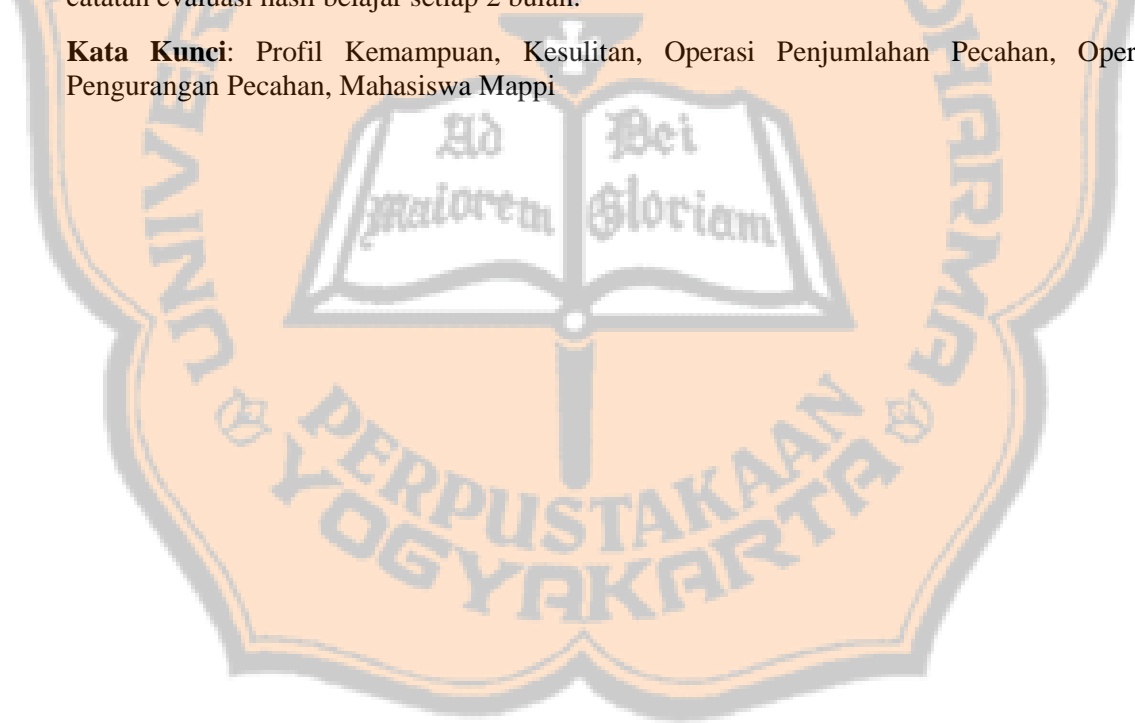 catatan evaluasi hasil belajar setiap 2 bulan.
Kata Kunci: Profil Kemampuan, Kesulitan, Operasi Penjumlahan Pecahan, Oper
Pengurangan Pecahan, Mahasiswa Mappi
Ad Dei
maiorem Gloriam
PERPUSTAKAAN
YOGYAKARTA